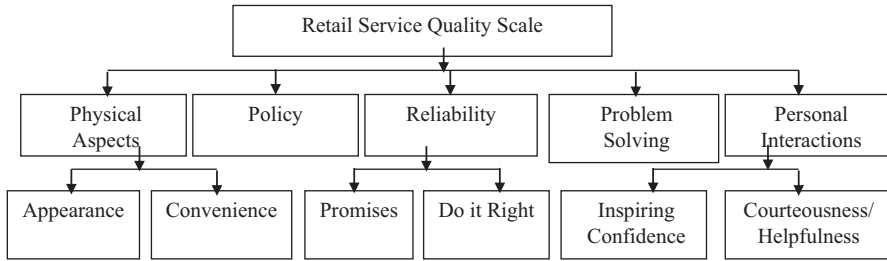 Retail Service Quality Scale
Physical
Aspects
Policy
Reliability
Problem
Solving
Personal
Interactions
Appearance
Convenience
Promises
Do it Right
Inspiring
Confidence
Courteousness/
Helpfulness